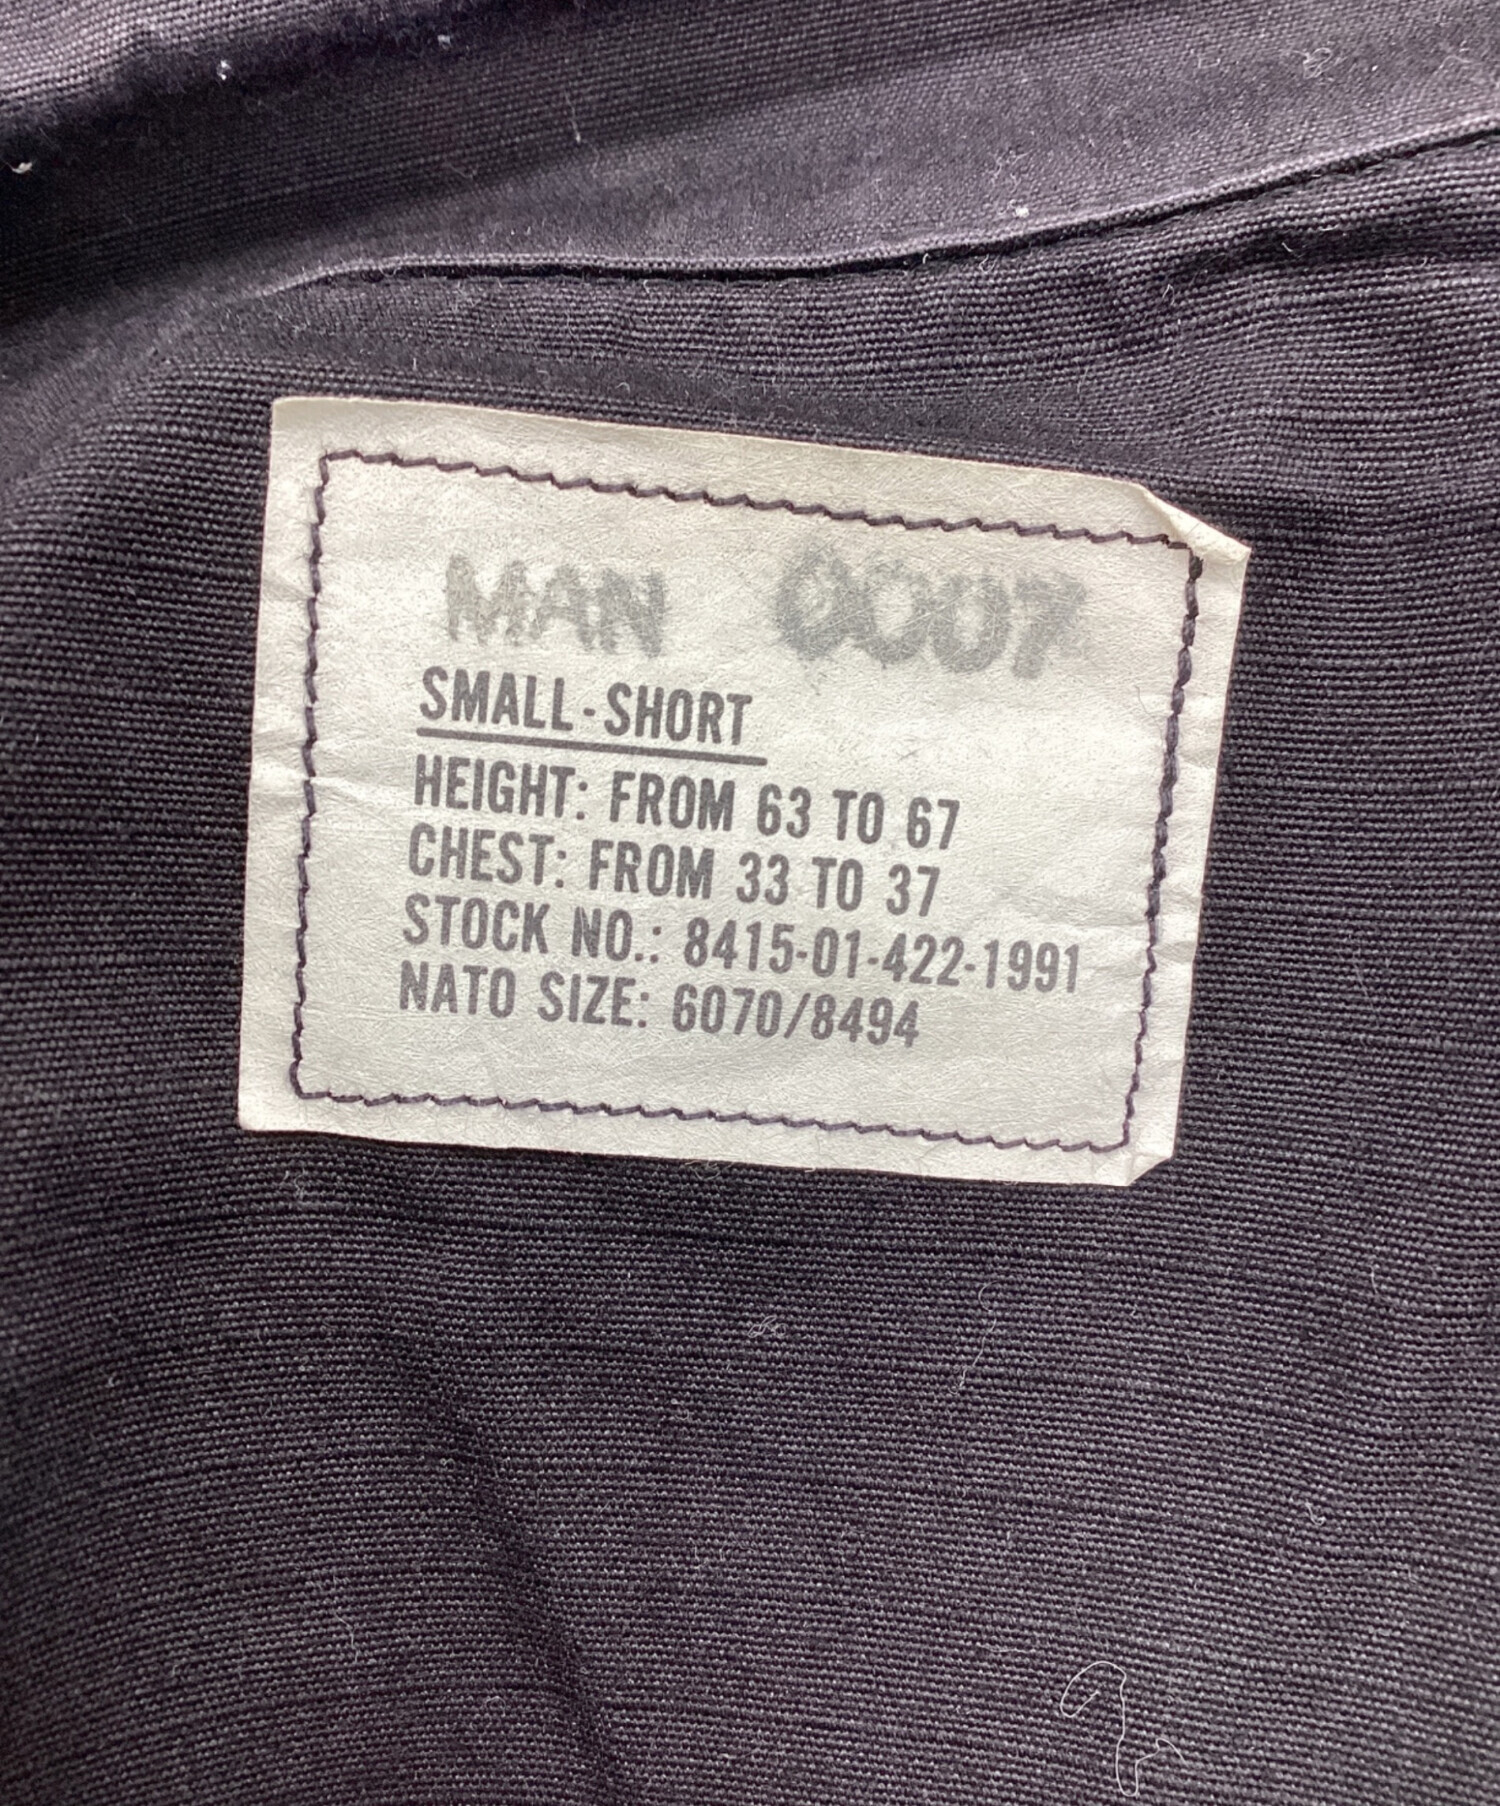 MAN 0007
SMALL-SHORT
HEIGHT: FROM 63 TO 67
CHEST: FROM 33 TO 37
STOCK NO.: 8415-01-422-1991
NATO SIZE: 6070/8494